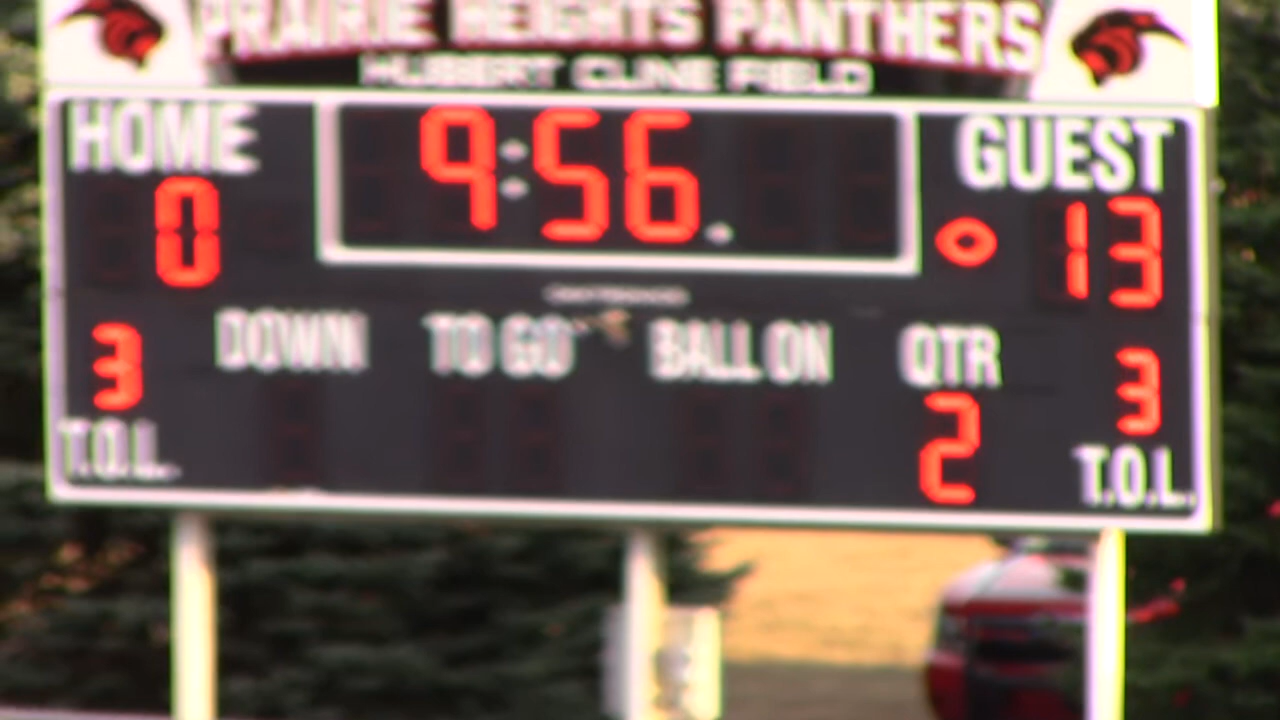 PRAIRIE HEIGHTS PANTHERS
HUBERT CLINE FIELD
HOME 9:56 GUEST
0 13
DOWN TO GO BALL ON QTR
3 2 3
T.O.L. T.O.L.